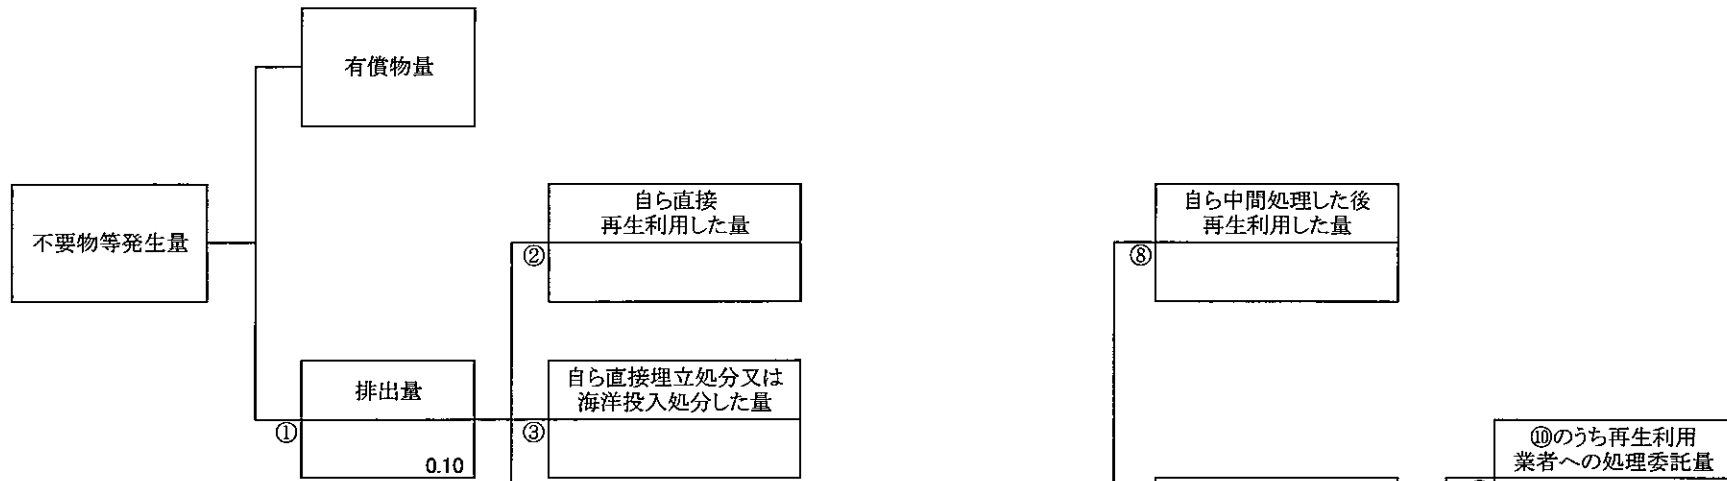 有償物量
不要物等発生量
自ら直接
再生利用した量
②
自ら中間処理した後
再生利用した量
⑧
排出量
①
0.10
自ら直接埋立処分又は
海洋投入処分した量
③
⑩のうち再生利用
業者への処理委託量